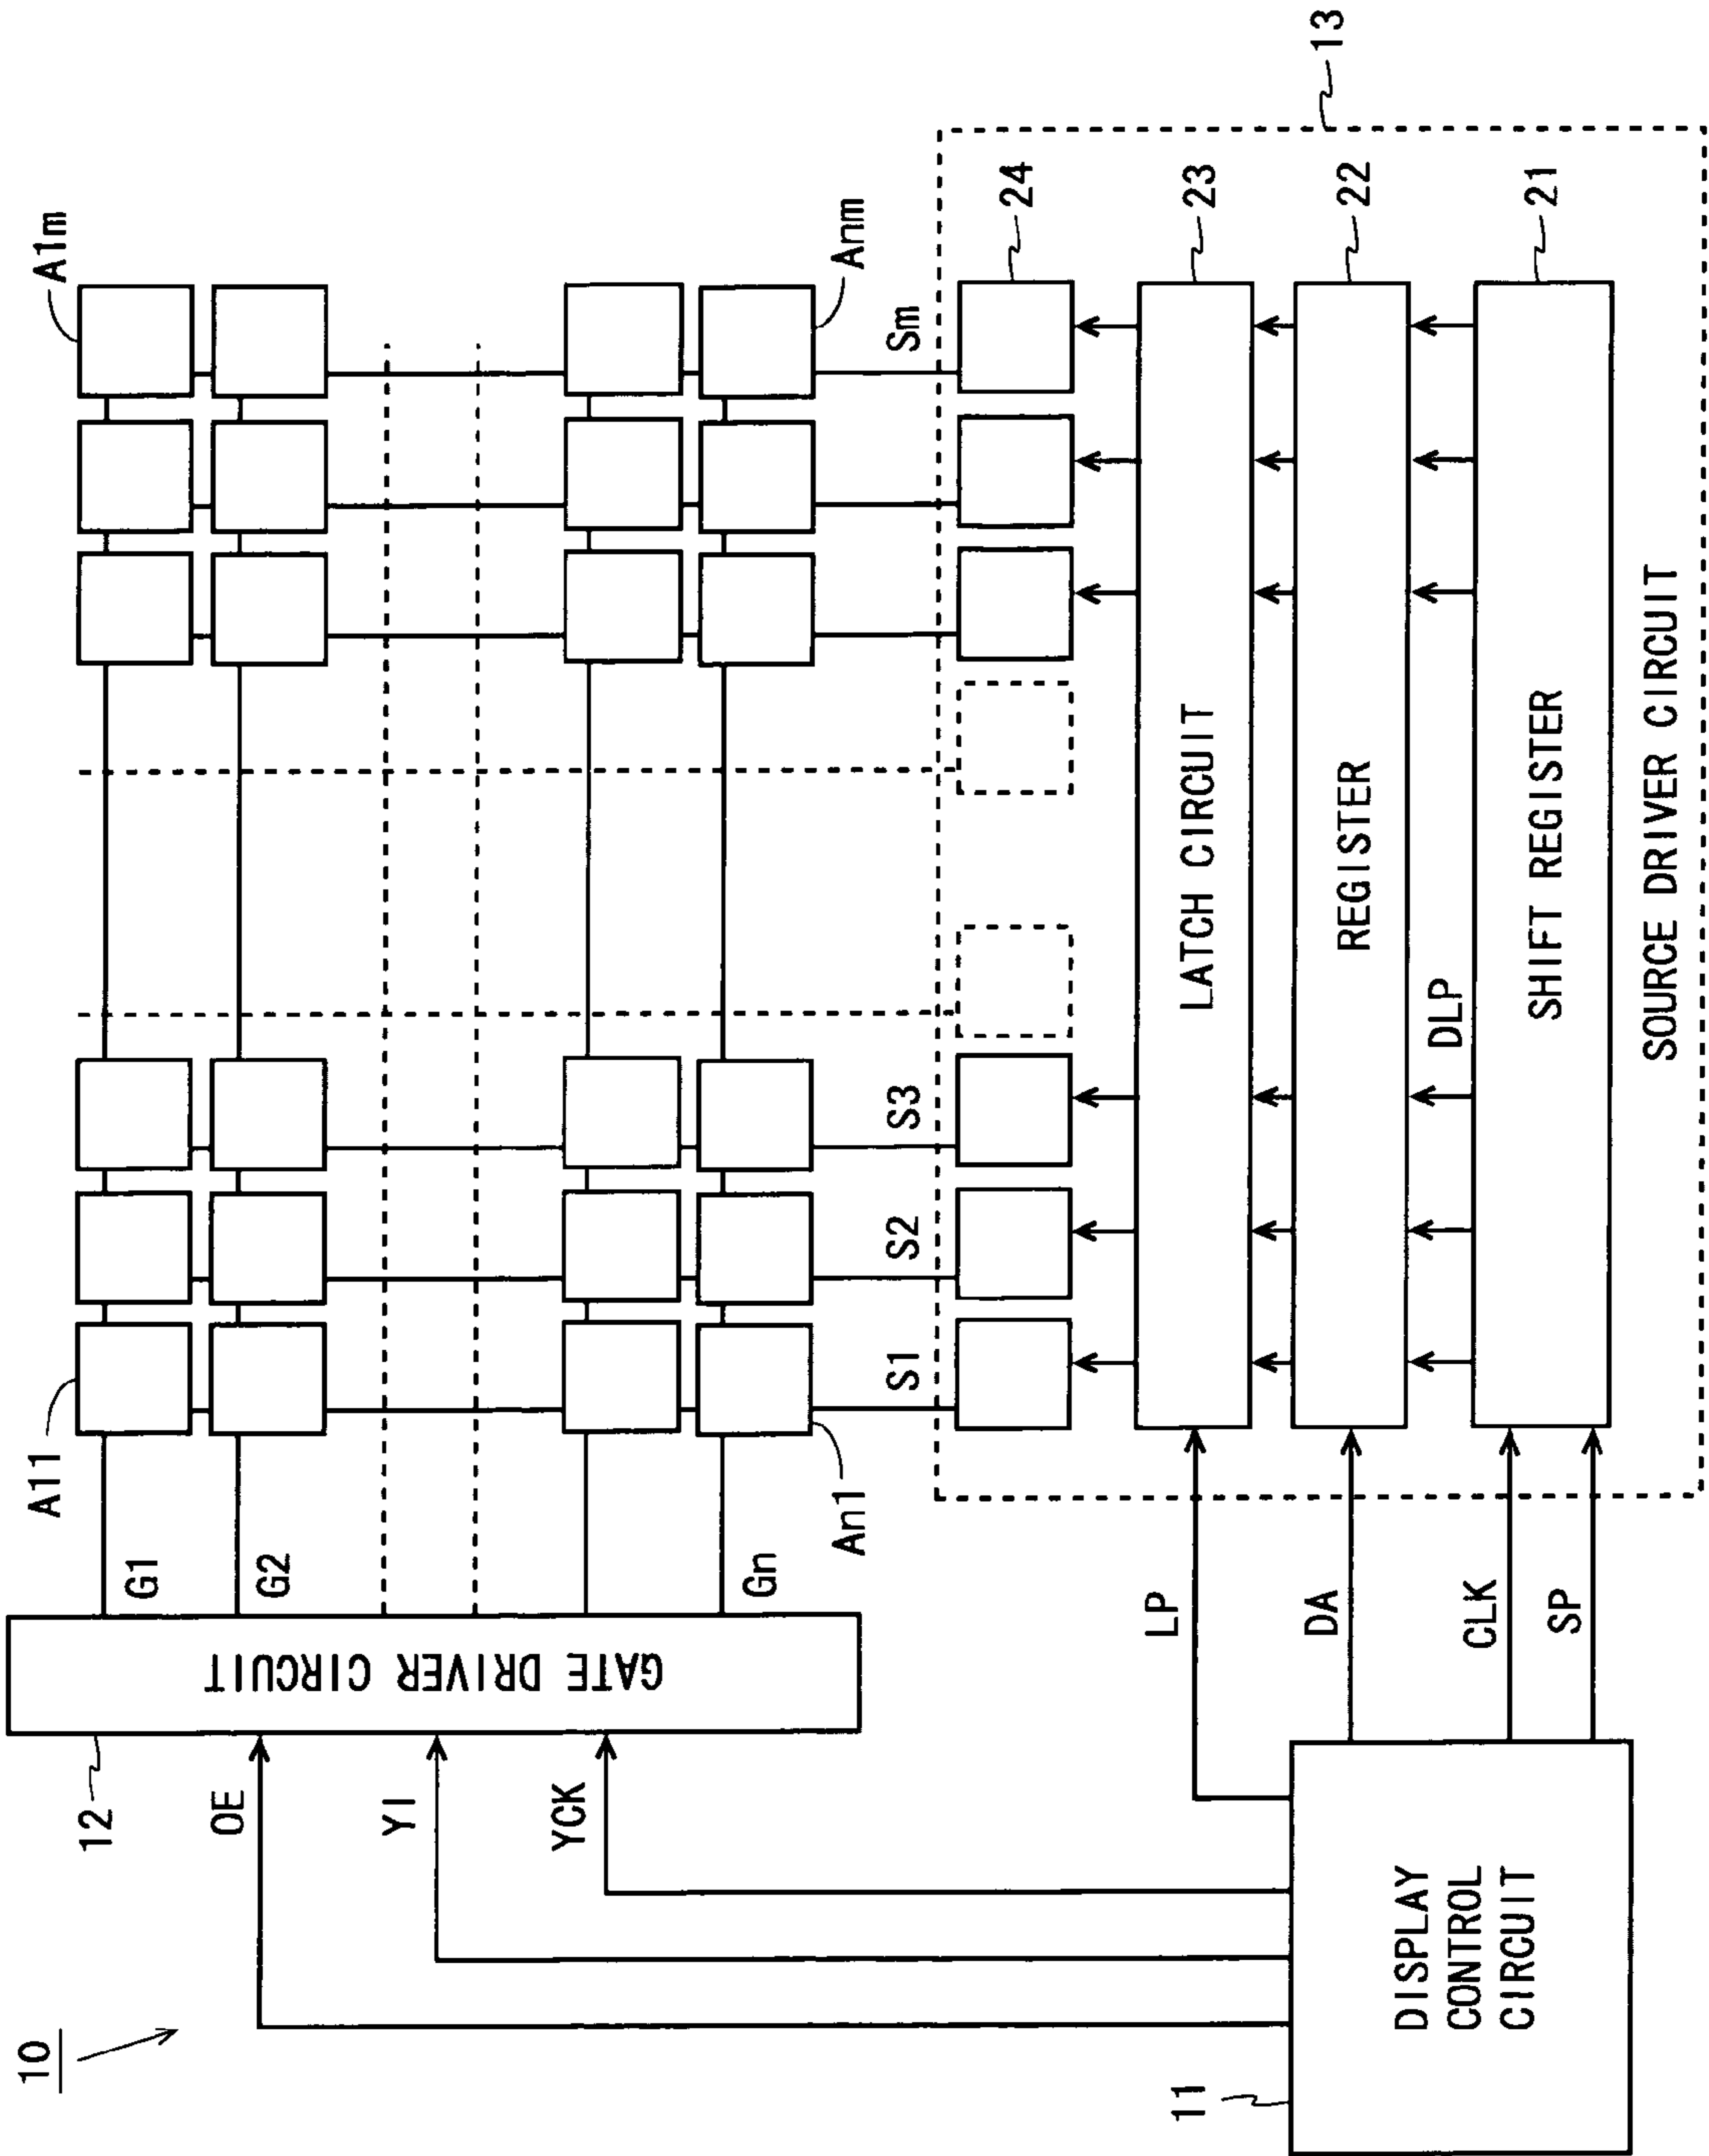 10
12
OE
YI
YCK
GATE DRIVER CIRCUIT
G1
G2
Gn
A11
A1m
An1
Anm
S1
S2
S3
Sm
11
DISPLAY
CONTROL
CIRCUIT
LP
DA
CLK
SP
24
LATCH CIRCUIT
23
REGISTER
22
DLP
SHIFT REGISTER
21
SOURCE DRIVER CIRCUIT
13